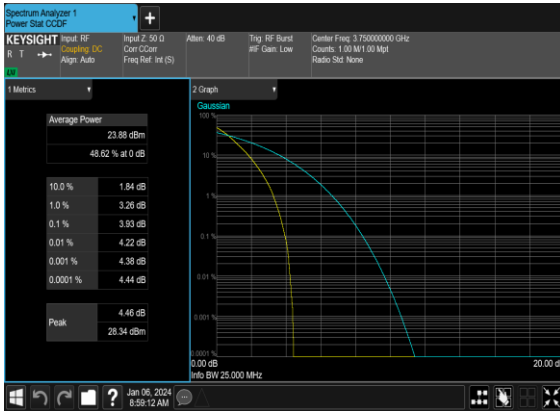 Spectrum Analyzer 1
Power Stat CCDF
+
KEYSIGHT
R T
LXI
Input: RF
Coupling: DC
Align: Auto
Input Z: 50 Ω
Corr CCorr
Freq Ref: Int (S)
Atten: 40 dB
Trig: RF Burst
#IF Gain: Low
Center Freq: 3.750000000 GHz
Counts: 1.00 M/1.00 Mpt
Radio Std: None
1 Metrics
2 Graph
Average Power
23.88 dBm
48.62 % at 0 dB
10.0 % 1.84 dB
1.0 % 3.26 dB
0.1 % 3.93 dB
0.01 % 4.22 dB
0.001 % 4.38 dB
0.0001 % 4.44 dB
Peak
4.46 dB
28.34 dBm
Gaussian
100 %
10 %
1 %
0.1 %
0.01 %
0.001 %
0.0001 %
0.00 dB
20.00 d
Info BW 25.000 MHz
?
Jan 06, 2024
8:59:12 AM